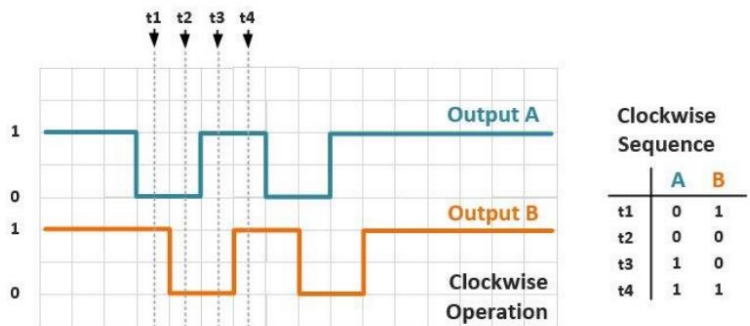 t1 t2 t3 t4
1
Output A
0
1
Output B
0
Clockwise
Operation
Clockwise
Sequence
A B
t1 0 1
t2 0 0
t3 1 0
t4 1 1